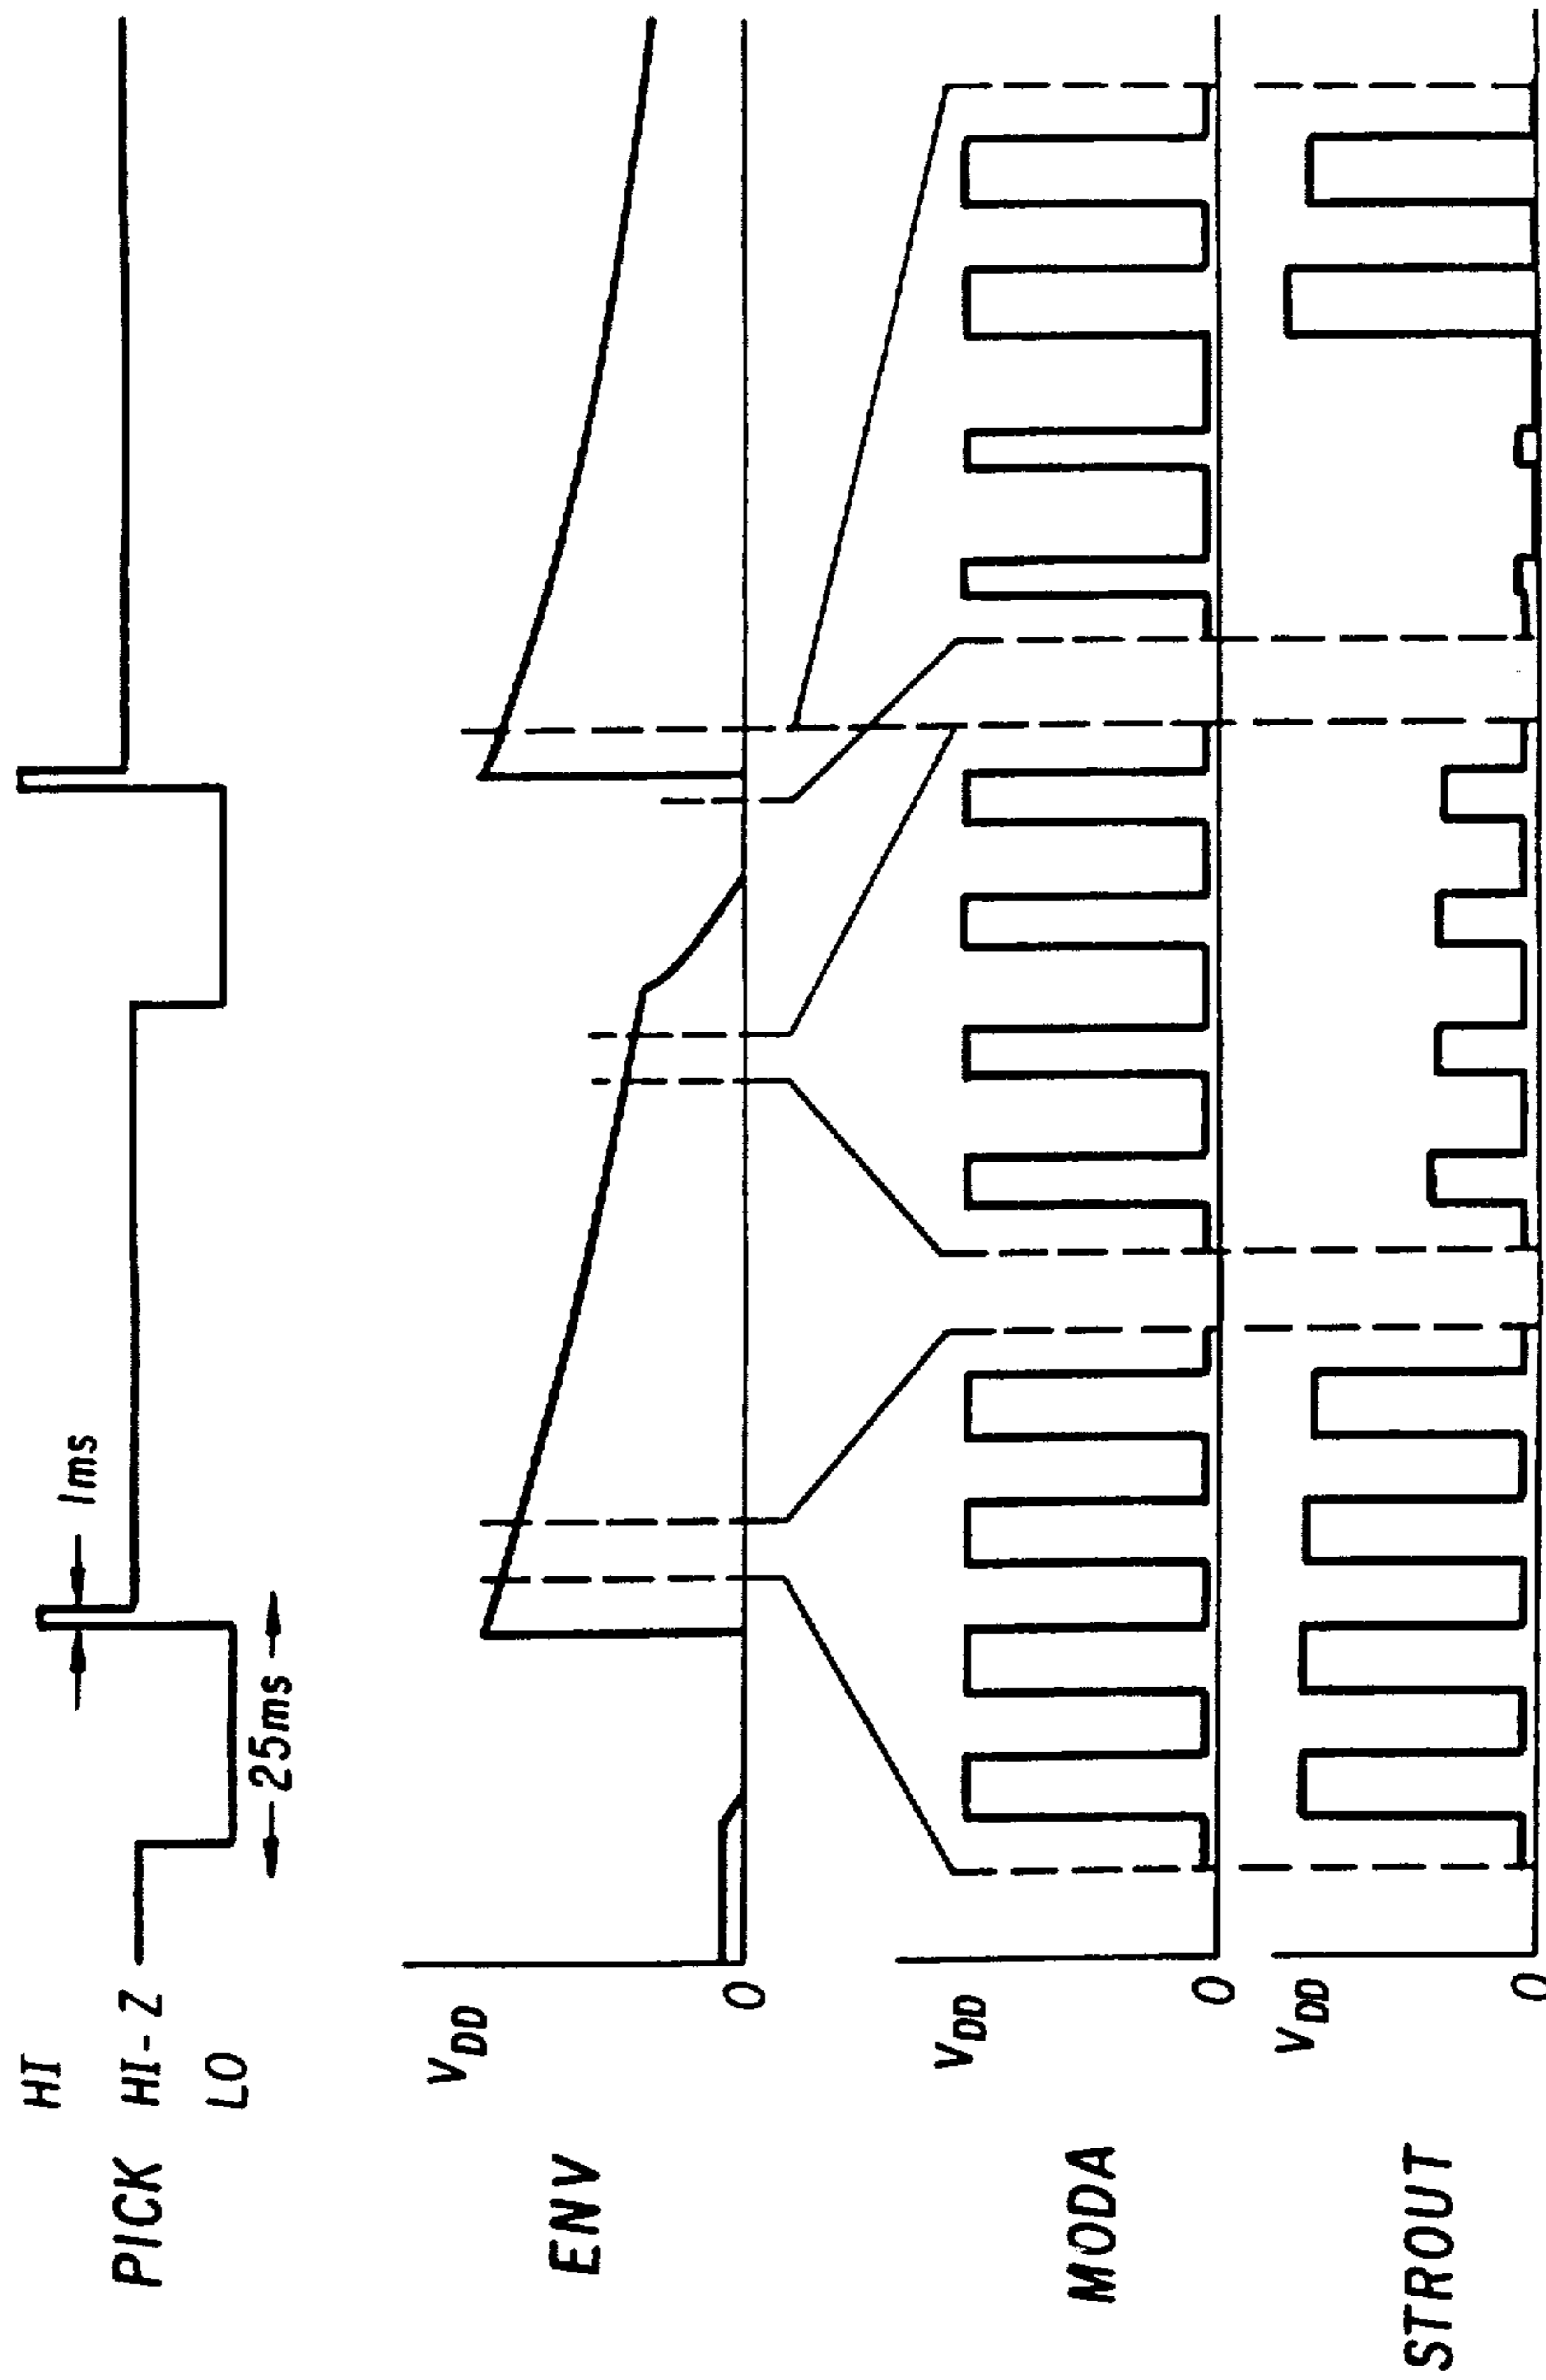 HI
PICK HI-Z
LO
1ms
25ms
VDD
ENV
0
VDD
MODA
0
VDD
STROUT
0